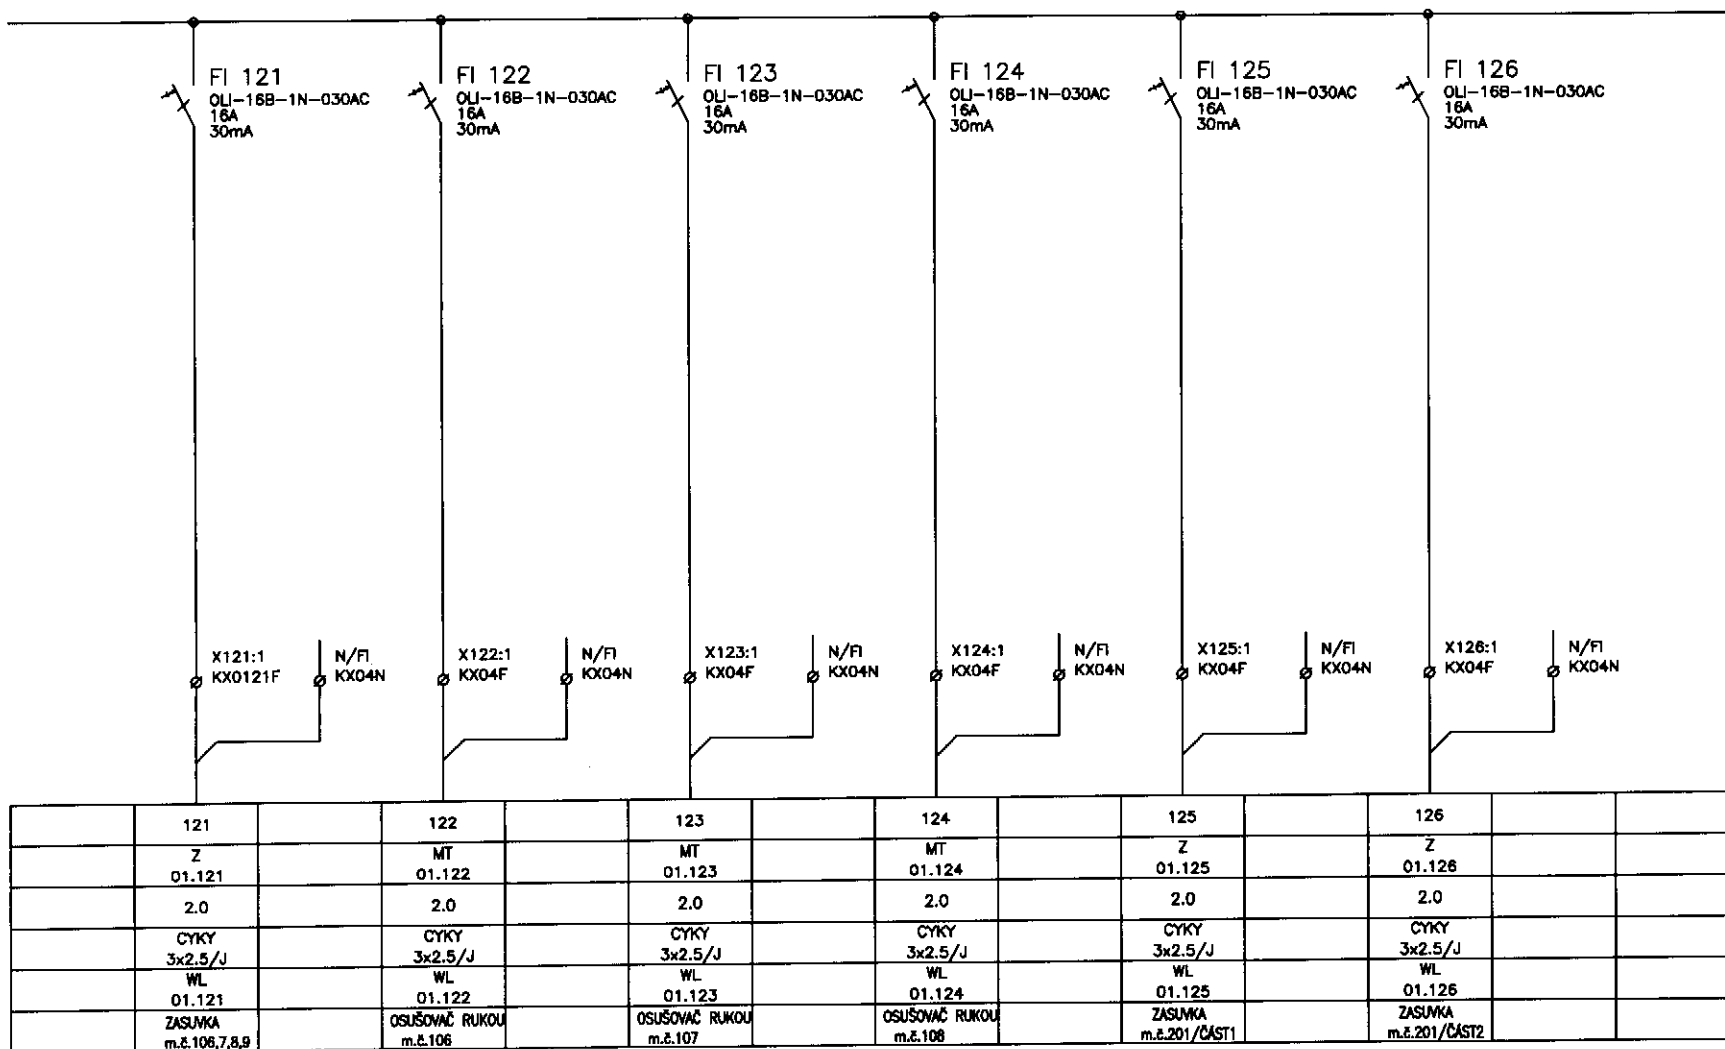 FI 121
OLI-16B-1N-030AC
16A
30mA
FI 122
OLI-16B-1N-030AC
16A
30mA
FI 123
OLI-16B-1N-030AC
16A
30mA
FI 124
OLI-16B-1N-030AC
16A
30mA
FI 125
OLI-16B-1N-030AC
16A
30mA
FI 126
OLI-16B-1N-030AC
16A
30mA
X121:1
KX0121F
N/FI
KX04N
X122:1
KX04F
N/FI
KX04N
X123:1
KX04F
N/FI
KX04N
X124:1
KX04F
N/FI
KX04N
X125:1
KX04F
N/FI
KX04N
X126:1
KX04F
N/FI
KX04N
121 122 123 124 125 126
Z MT MT MT Z Z
01.121 01.122 01.123 01.124 01.125 01.126
2.0 2.0 2.0 2.0 2.0 2.0
CYKY CYKY CYKY CYKY CYKY CYKY
3x2.5/J 3x2.5/J 3x2.5/J 3x2.5/J 3x2.5/J 3x2.5/J
WL WL WL WL WL WL
01.121 01.122 01.123 01.124 01.125 01.126
ZASUVKA OSUŠOVAČ RUKOU OSUŠOVAČ RUKOU OSUŠOVAČ RUKOU ZASUVKA ZASUVKA
m.č.106,7,8,9 m.č.106 m.č.107 m.č.108 m.č.201/ČÁST1 m.č.201/ČÁST2